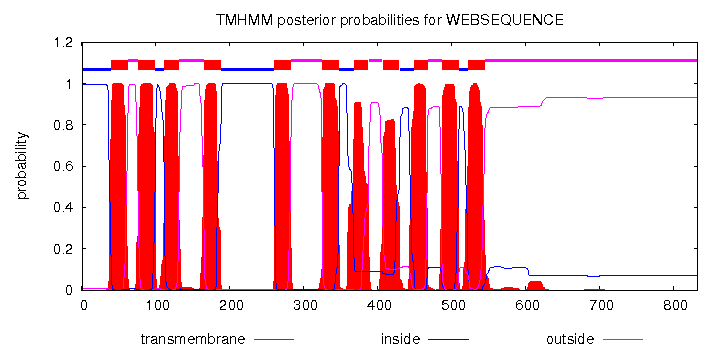 TMHMM posterior probabilities for WEBSEQUENCE
1.2
1
0.8
0.6
0.4
0.2
0
probability
0 100 200 300 400 500 600 700 800
transmembrane inside outside